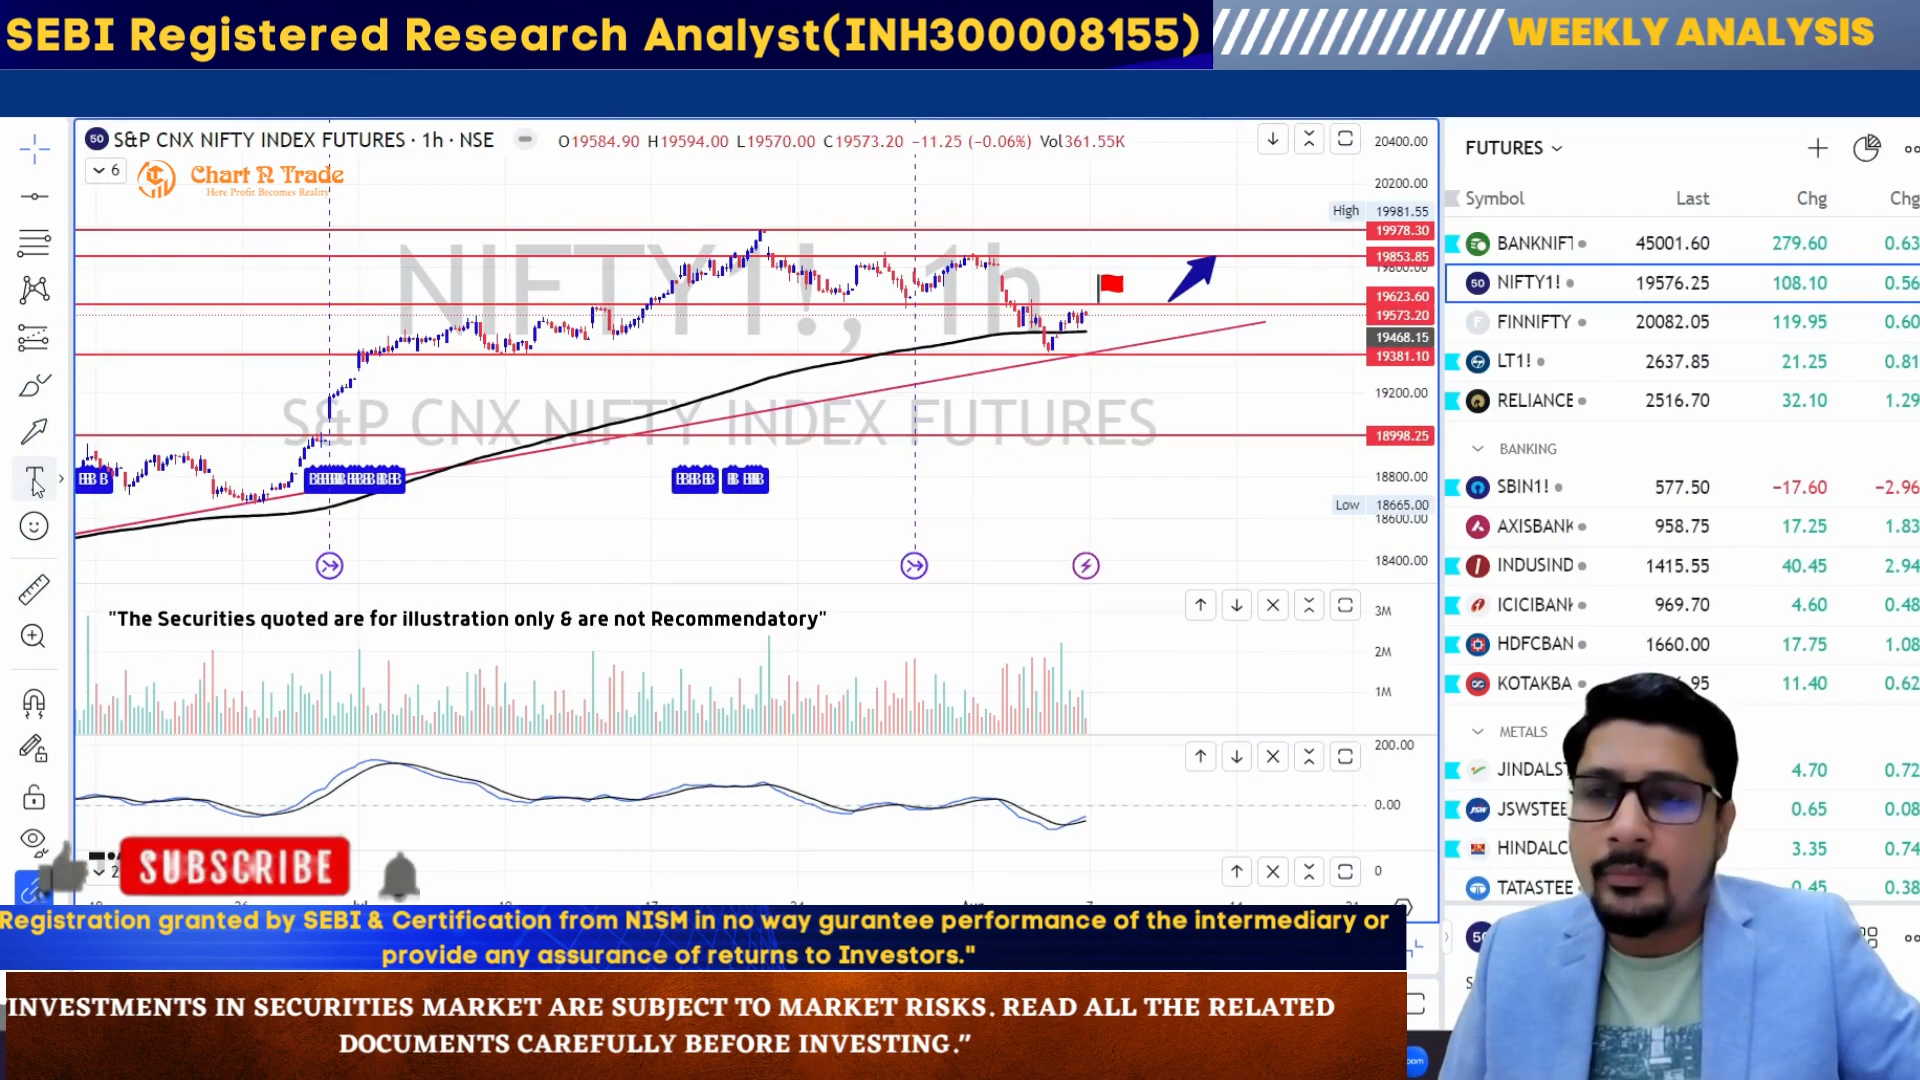 SEBI Registered Research Analyst(INH300008155)
WEEKLY ANALYSIS
S&P CNX NIFTY INDEX FUTURES · 1h · NSE
O19584.90 H19594.00 L19570.00 C19573.20 −11.25 (−0.06%) Vol361.55K
6
Chart N Trade
Here Profit Becomes Reality
NIFTY1!, 1h
S&P CNX NIFTY INDEX FUTURES
20400.00
20200.00
High 19981.55
19978.30
19853.85
19800.00
19623.60
19573.20
19468.15
19381.10
19200.00
18998.25
18800.00
Low 18665.00
18600.00
18400.00
"The Securities quoted are for illustration only & are not Recommendatory"
3M
2M
1M
200.00
0.00
0
SUBSCRIBE
FUTURES
Symbol Last Chg Chg
BANKNIFT 45001.60 279.60 0.63
NIFTY1! 19576.25 108.10 0.56
FINNIFTY 20082.05 119.95 0.60
LT1! 2637.85 21.25 0.81
RELIANCE 2516.70 32.10 1.29
BANKING
SBIN1! 577.50 −17.60 −2.96
AXISBANK 958.75 17.25 1.83
INDUSIND 1415.55 40.45 2.94
ICICIBANK 969.70 4.60 0.48
HDFCBAN 1660.00 17.75 1.08
KOTAKBA 11.40 0.62
METALS
JINDALST 4.70 0.72
JSWSTEE 0.65 0.08
HINDALC 3.35 0.74
TATASTEE 0.45 0.38
Registration granted by SEBI & Certification from NISM in no way gurantee performance of the intermediary or
provide any assurance of returns to Investors."
INVESTMENTS IN SECURITIES MARKET ARE SUBJECT TO MARKET RISKS. READ ALL THE RELATED
DOCUMENTS CAREFULLY BEFORE INVESTING.”